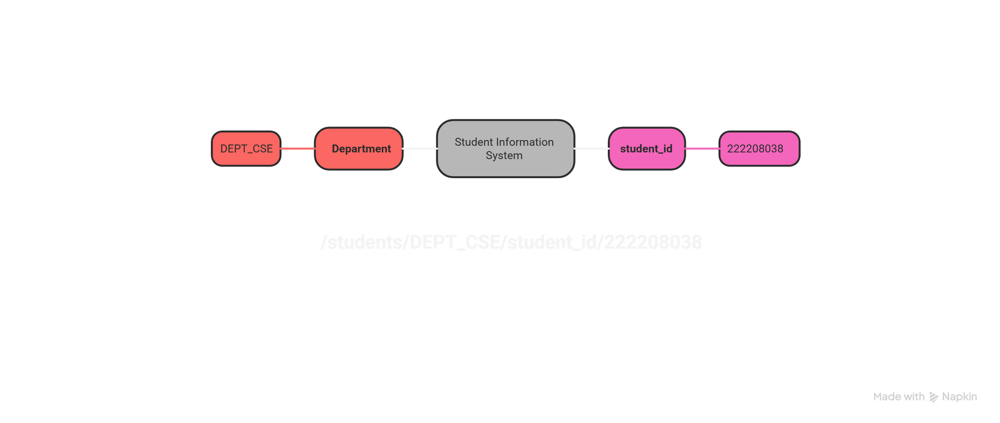 DEPT_CSE
Department
Student Information
System
student_id
222208038
/students/DEPT_CSE/student_id/222208038
Made with Napkin